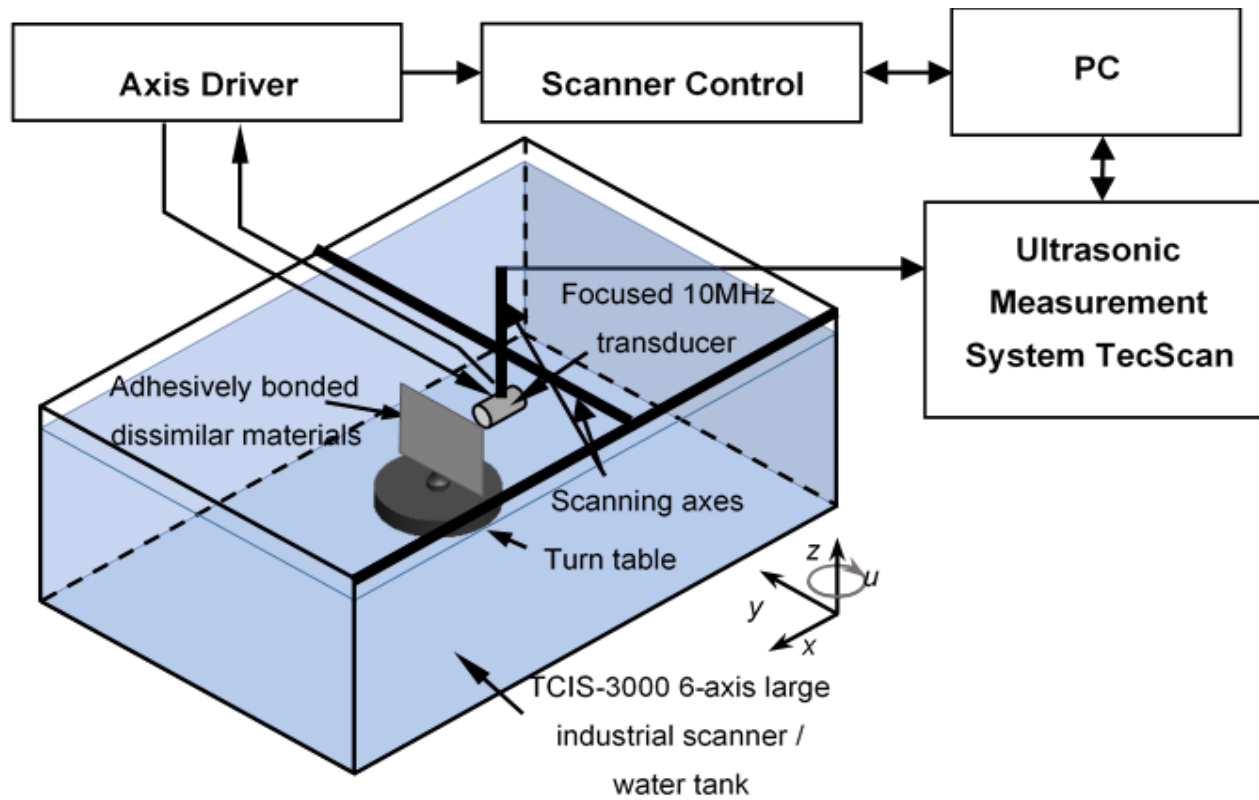 Axis Driver
Scanner Control
PC
Ultrasonic
Measurement
System TecScan
Focused 10MHz
transducer
Adhesively bonded
dissimilar materials
Scanning axes
Turn table
z
u
y
x
TCIS-3000 6-axis large
industrial scanner /
water tank